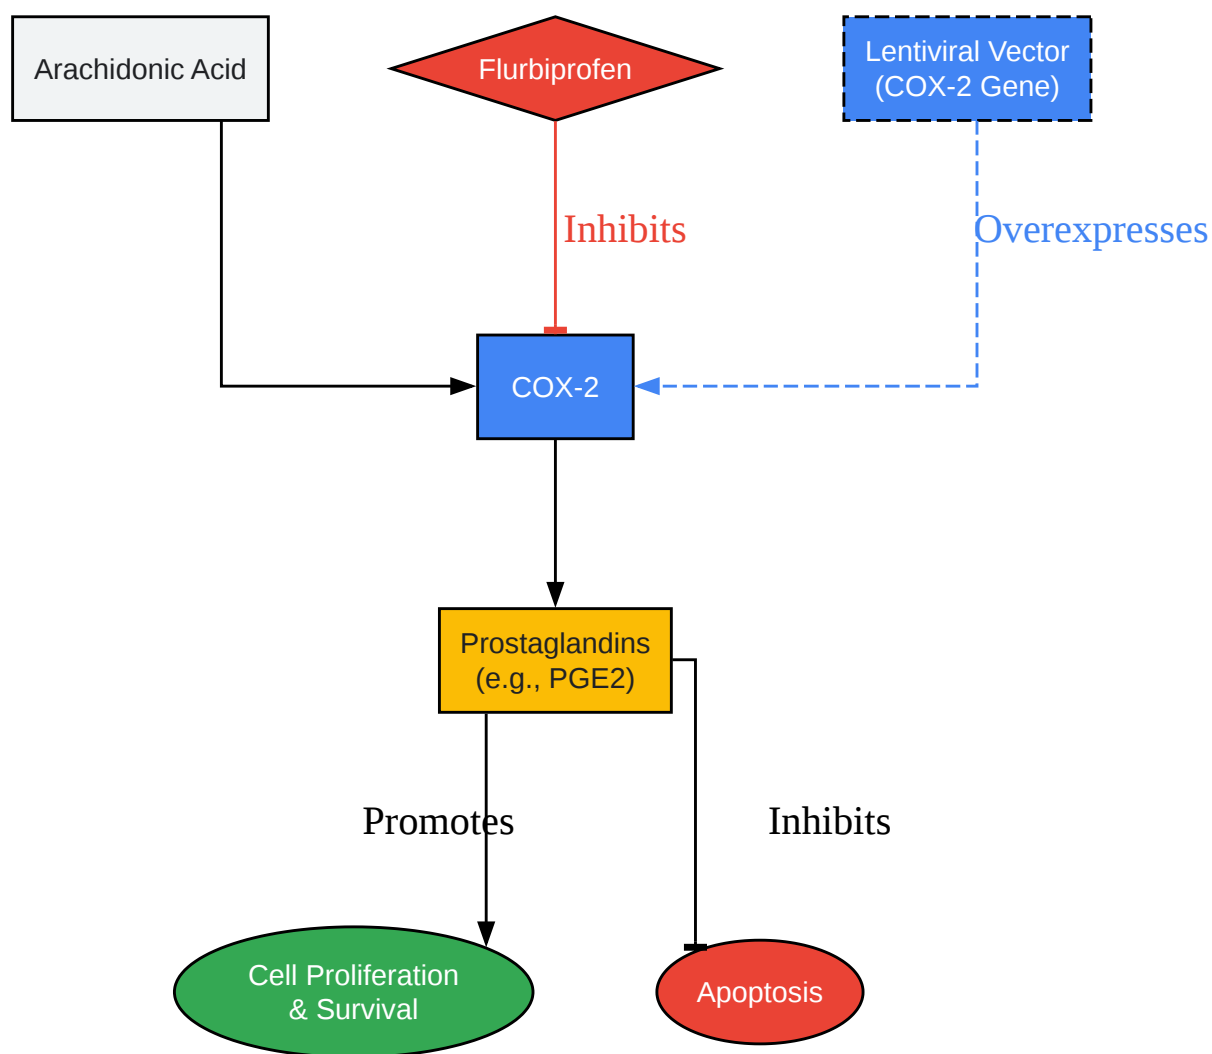 Arachidonic Acid
Flurbiprofen
Lentiviral Vector
(COX-2 Gene)
Inhibits
Overexpresses
COX-2
Prostaglandins
(e.g., PGE2)
Promotes
Inhibits
Cell Proliferation
& Survival
Apoptosis